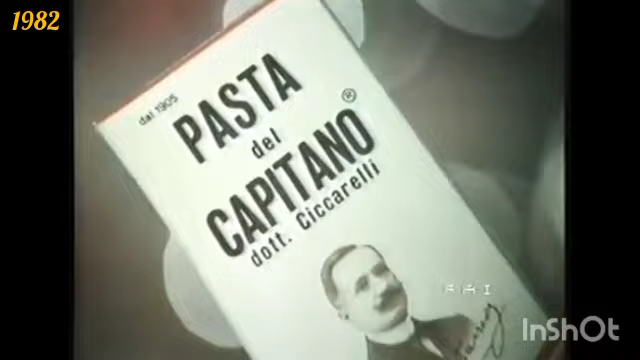 1982
dal 1905
PASTA
del
CAPITANO®
dott. Ciccarelli
RAI
InShOt